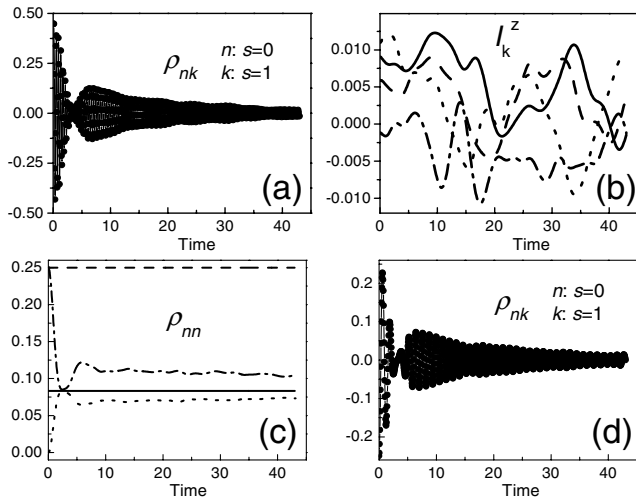 0.50
0.25
0.00
-0.25
-0.50
0 10 20 30 40
Time
ρnk
n: s=0
k: s=1
(a)
0.010
0.005
0.000
-0.005
-0.010
0 10 20 30 40
Time
Ikz
(b)
0.25
0.20
0.15
0.10
0.05
0.00
0 10 20 30 40
Time
ρnn
(c)
0.2
0.1
0.0
-0.1
-0.2
0 10 20 30 40
Time
ρnk
n: s=0
k: s=1
(d)